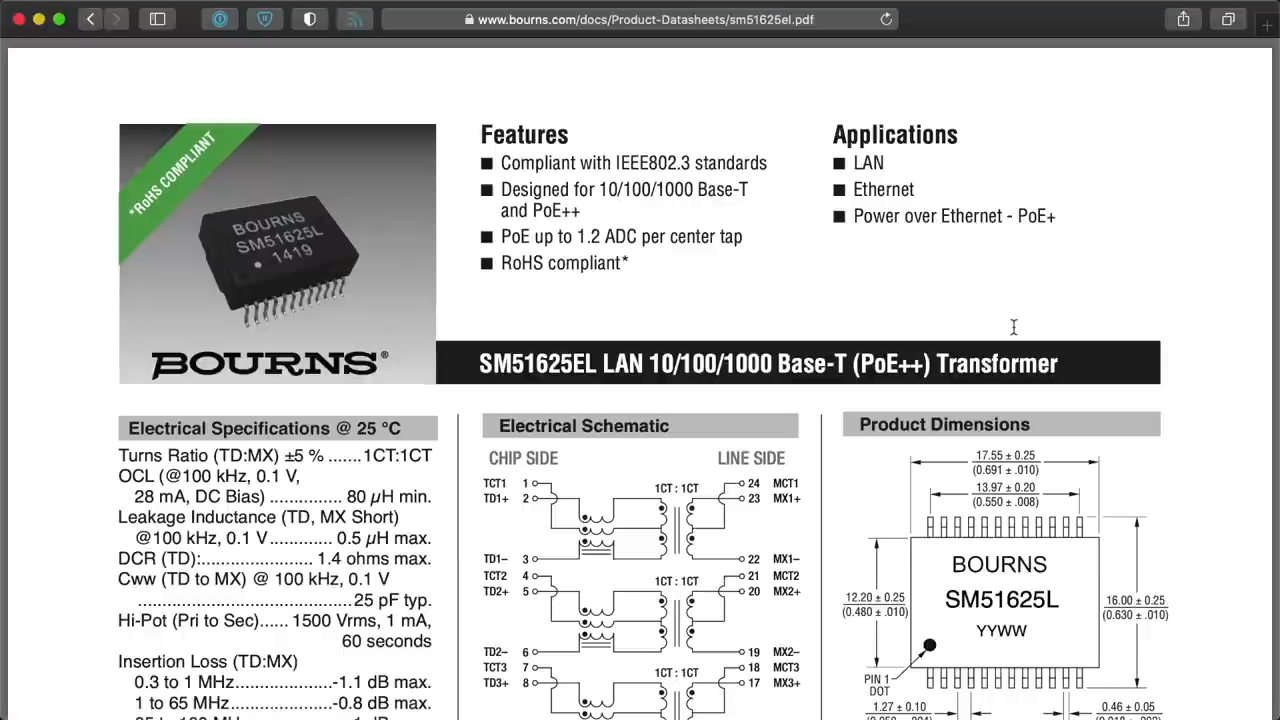 www.bourns.com/docs/Product-Datasheets/sm51625el.pdf
*RoHS COMPLIANT
BOURNS
SM51625L
1419
BOURNS®
Features
■ Compliant with IEEE802.3 standards
■ Designed for 10/100/1000 Base-T
and PoE++
■ PoE up to 1.2 ADC per center tap
■ RoHS compliant*
Applications
■ LAN
■ Ethernet
■ Power over Ethernet - PoE+
SM51625EL LAN 10/100/1000 Base-T (PoE++) Transformer
Electrical Specifications @ 25 °C
Turns Ratio (TD:MX) ±5 % .......1CT:1CT
OCL (@100 kHz, 0.1 V,
28 mA, DC Bias) ............... 80 µH min.
Leakage Inductance (TD, MX Short)
@100 kHz, 0.1 V............. 0.5 µH max.
DCR (TD):........................ 1.4 ohms max.
Cww (TD to MX) @ 100 kHz, 0.1 V
............................................25 pF typ.
Hi-Pot (Pri to Sec)...... 1500 Vrms, 1 mA,
60 seconds
Insertion Loss (TD:MX)
0.3 to 1 MHz....................-1.1 dB max.
1 to 65 MHz.....................-0.8 dB max.
Electrical Schematic
CHIP SIDE LINE SIDE
TCT1 1 24 MCT1
1CT : 1CT
TD1+ 2 23 MX1+
TD1– 3 22 MX1–
TCT2 4 21 MCT2
1CT : 1CT
TD2+ 5 20 MX2+
TD2– 6 19 MX2–
TCT3 7 18 MCT3
1CT : 1CT
TD3+ 8 17 MX3+
Product Dimensions
17.55 ± 0.25
(0.691 ± .010)
13.97 ± 0.20
(0.550 ± .008)
BOURNS
SM51625L
YYWW
12.20 ± 0.25
(0.480 ± .010)
16.00 ± 0.25
(0.630 ± .010)
PIN 1
DOT
1.27 ± 0.10
0.46 ± 0.05